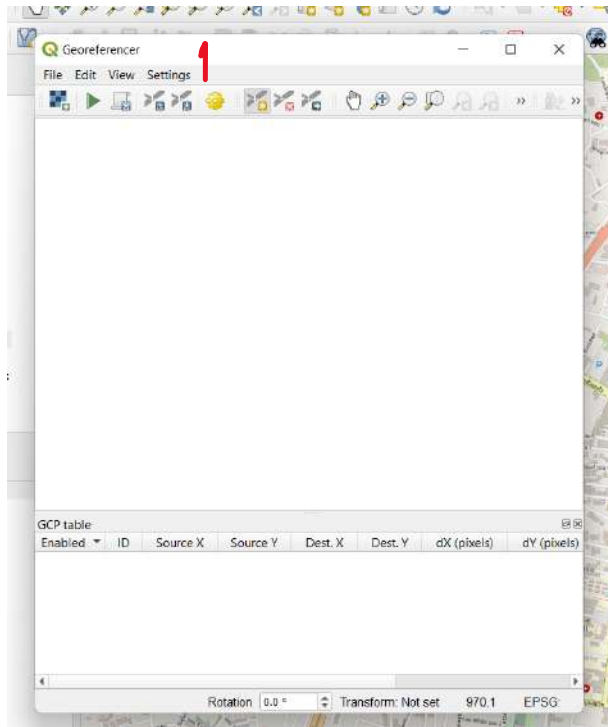 Georeferencer
1
File Edit View Settings
» »
GCP table
Enabled ID Source X Source Y Dest. X Dest. Y dX (pixels) dY (pixels)
Rotation 0.0 ° Transform: Not set 970.1 EPSG: